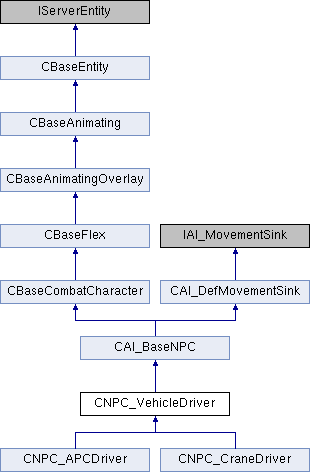 IServerEntity
CBaseEntity
CBaseAnimating
CBaseAnimatingOverlay
CBaseFlex
IAI_MovementSink
CBaseCombatCharacter
CAI_DefMovementSink
CAI_BaseNPC
CNPC_VehicleDriver
CNPC_APCDriver
CNPC_CraneDriver